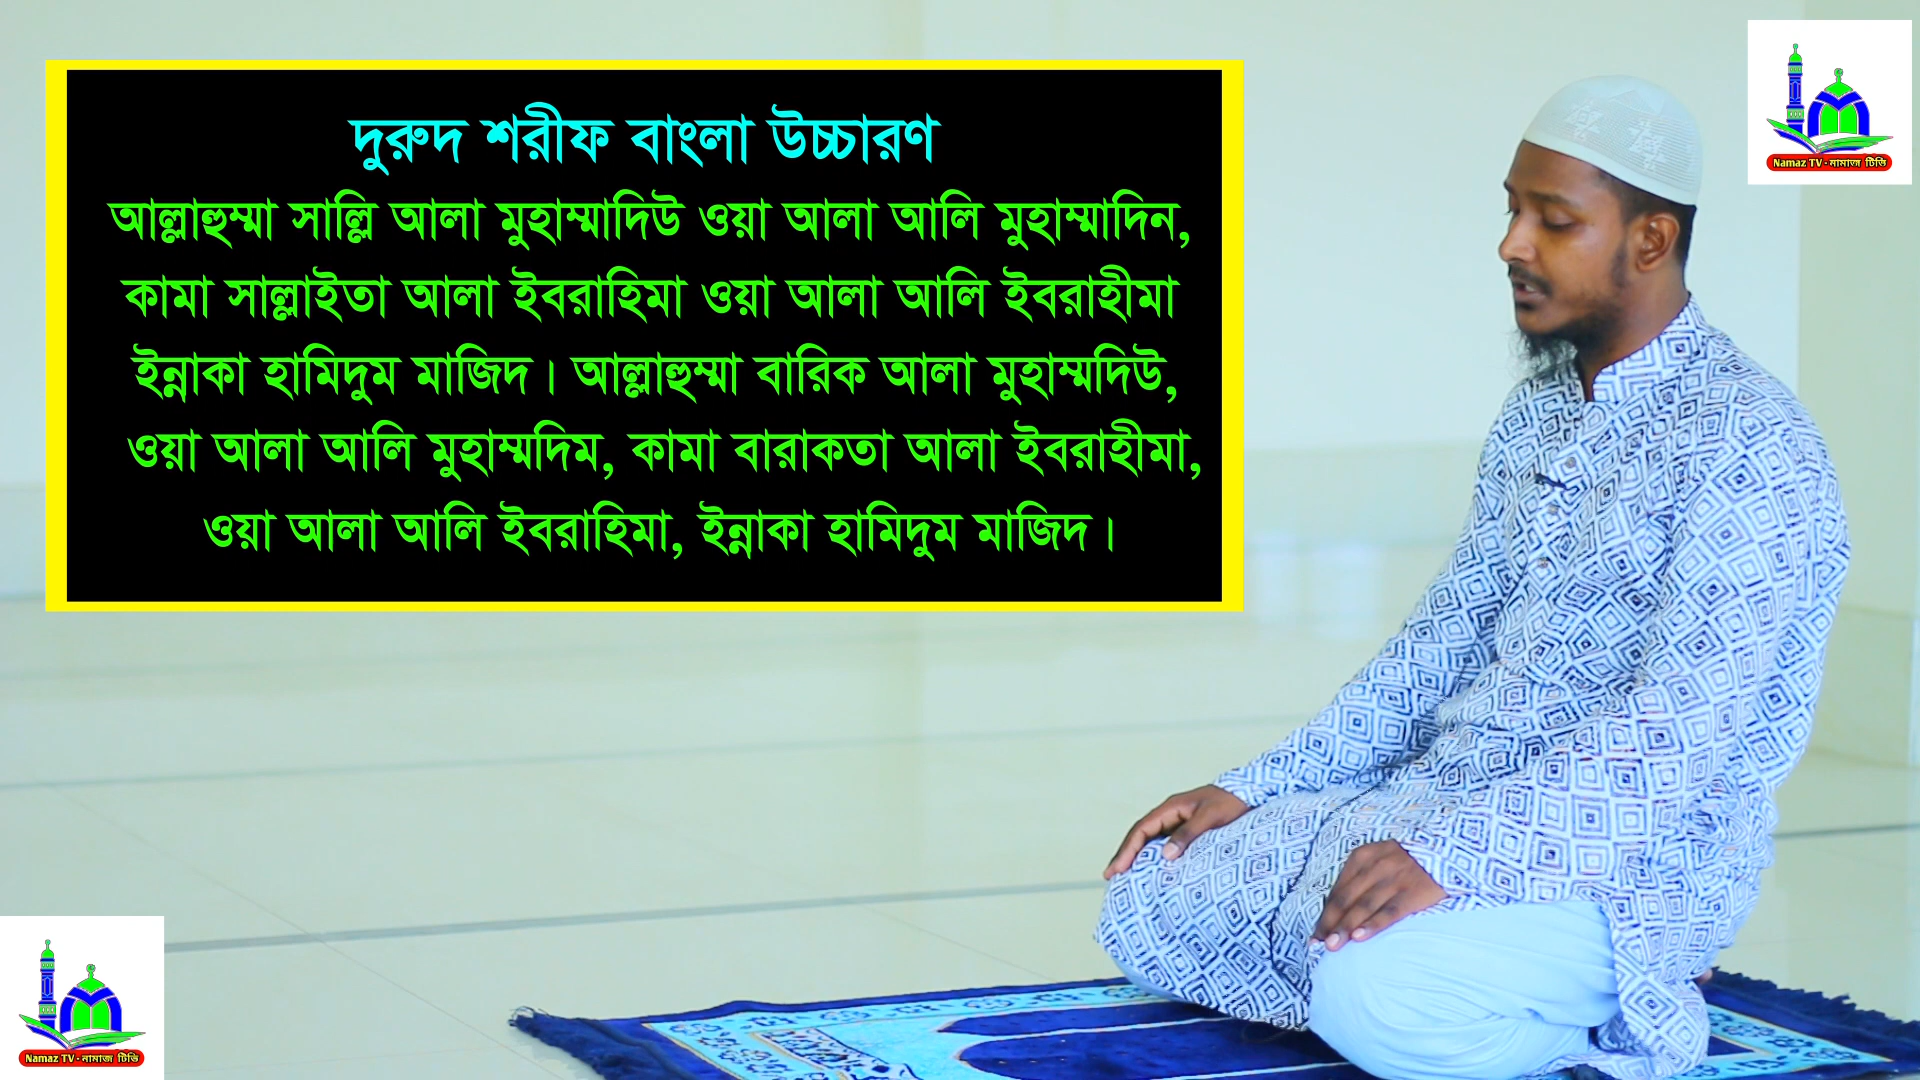 দুরুদ শরীফ বাংলা উচ্চারণ
আল্লাহুম্মা সাল্লি আলা মুহাম্মাদিউ ওয়া আলা আলি মুহাম্মাদিন,
কামা সাল্লাইতা আলা ইবরাহিমা ওয়া আলা আলি ইবরাহীমা
ইন্নাকা হামিদুম মাজিদ। আল্লাহুম্মা বারিক আলা মুহাম্মদিউ,
ওয়া আলা আলি মুহাম্মদিম, কামা বারাকতা আলা ইবরাহীমা,
ওয়া আলা আলি ইবরাহিমা, ইন্নাকা হামিদুম মাজিদ।
Namaz TV - নামাজ টিভি
Namaz TV - নামাজ টিভি